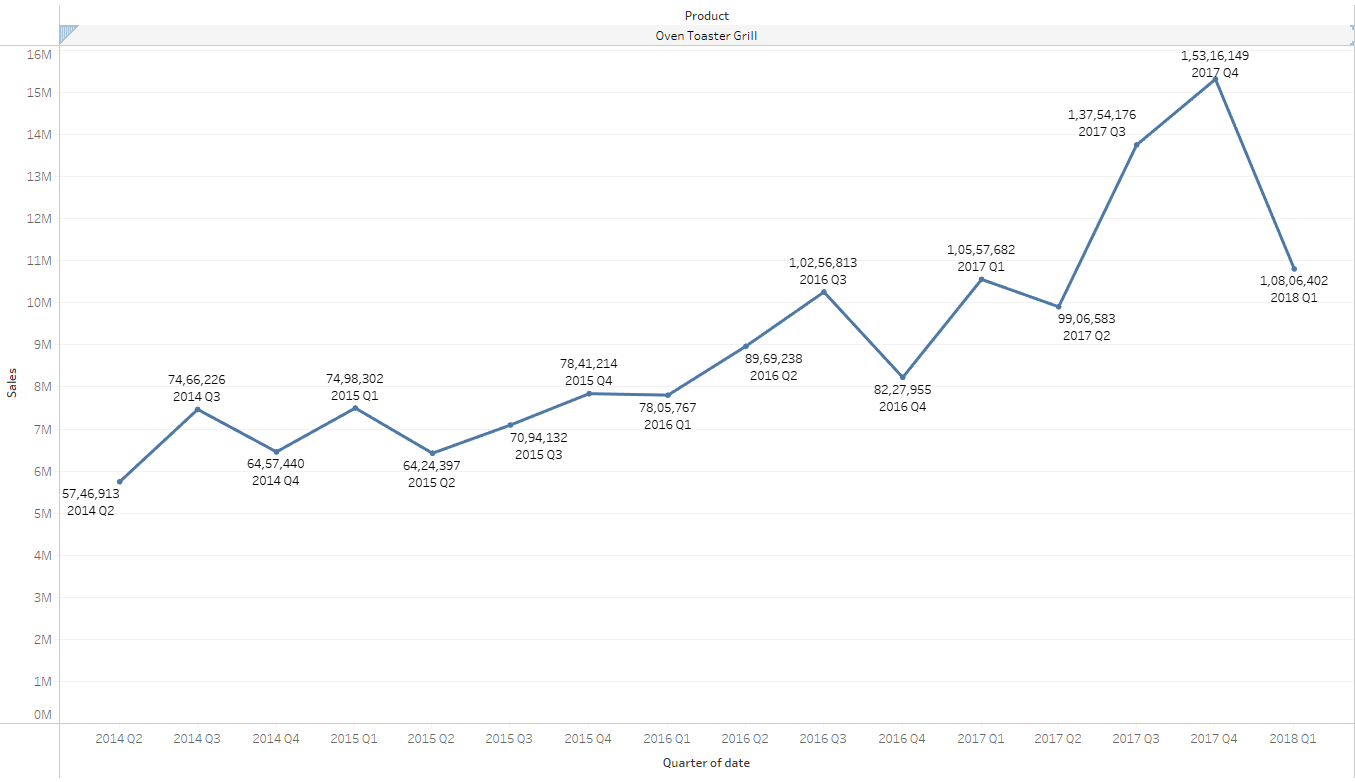 Product
Oven Toaster Grill
16M
15M
14M
13M
12M
11M
10M
9M
8M
7M
6M
5M
4M
3M
2M
1M
0M
Sales
57,46,913
2014 Q2
74,66,226
2014 Q3
64,57,440
2014 Q4
74,98,302
2015 Q1
64,24,397
2015 Q2
70,94,132
2015 Q3
78,41,214
2015 Q4
78,05,767
2016 Q1
89,69,238
2016 Q2
1,02,56,813
2016 Q3
82,27,955
2016 Q4
1,05,57,682
2017 Q1
99,06,583
2017 Q2
1,37,54,176
2017 Q3
1,53,16,149
2017 Q4
1,08,06,402
2018 Q1
2014 Q2 2014 Q3 2014 Q4 2015 Q1 2015 Q2 2015 Q3 2015 Q4 2016 Q1 2016 Q2 2016 Q3 2016 Q4 2017 Q1 2017 Q2 2017 Q3 2017 Q4 2018 Q1
Quarter of date